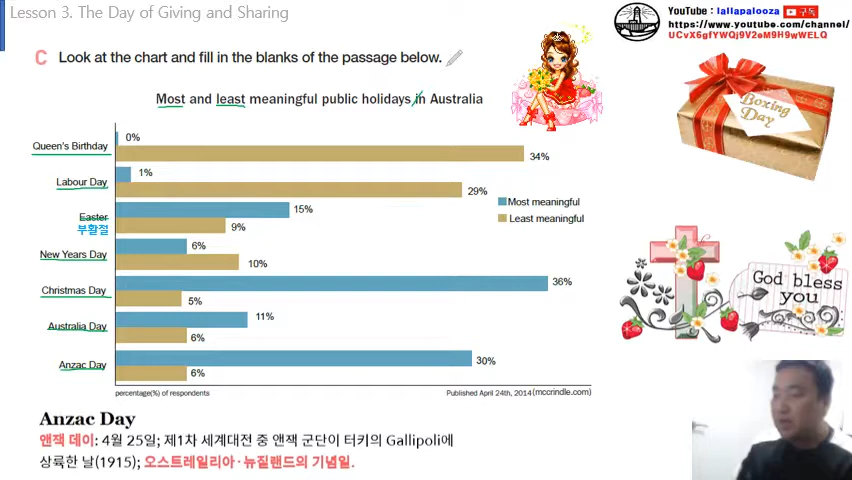 Lesson 3. The Day of Giving and Sharing
YouTube : lallapalooza 구독
https://www.youtube.com/channel/
UCvX6gfYWQj9V2eM9H9wWELQ
C Look at the chart and fill in the blanks of the passage below.
Most and least meaningful public holidays in Australia
Boxing
Day
Queen's Birthday 0%
34%
Labour Day 1%
29%
Easter 15%
부활절 9%
New Years Day 6%
10%
Christmas Day 36%
5%
Australia Day 11%
6%
Anzac Day 30%
6%
Most meaningful
Least meaningful
percentage(%) of respondents
Published April 24th, 2014 (mccrindle.com)
God bless
you
Anzac Day
앤잭 데이: 4월 25일; 제1차 세계대전 중 앤잭 군단이 터키의 Gallipoli에
상륙한 날(1915); 오스트레일리아·뉴질랜드의 기념일.